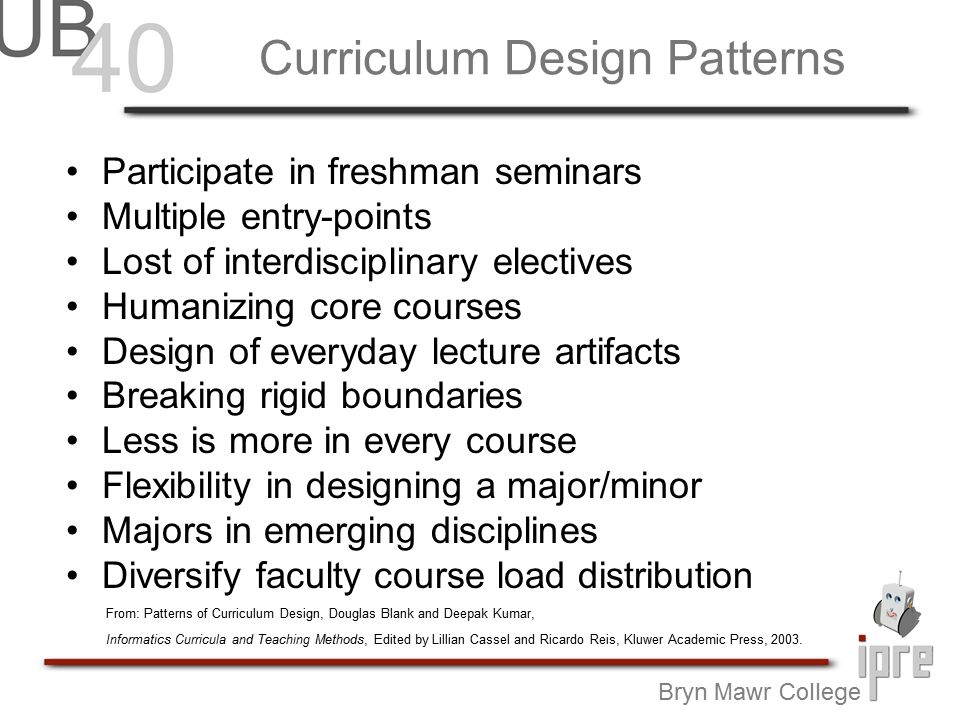 UB
40
Curriculum Design Patterns
• Participate in freshman seminars
• Multiple entry-points
• Lost of interdisciplinary electives
• Humanizing core courses
• Design of everyday lecture artifacts
• Breaking rigid boundaries
• Less is more in every course
• Flexibility in designing a major/minor
• Majors in emerging disciplines
• Diversify faculty course load distribution
From: Patterns of Curriculum Design, Douglas Blank and Deepak Kumar,
Informatics Curricula and Teaching Methods, Edited by Lillian Cassel and Ricardo Reis, Kluwer Academic Press, 2003.
ipre
Bryn Mawr College